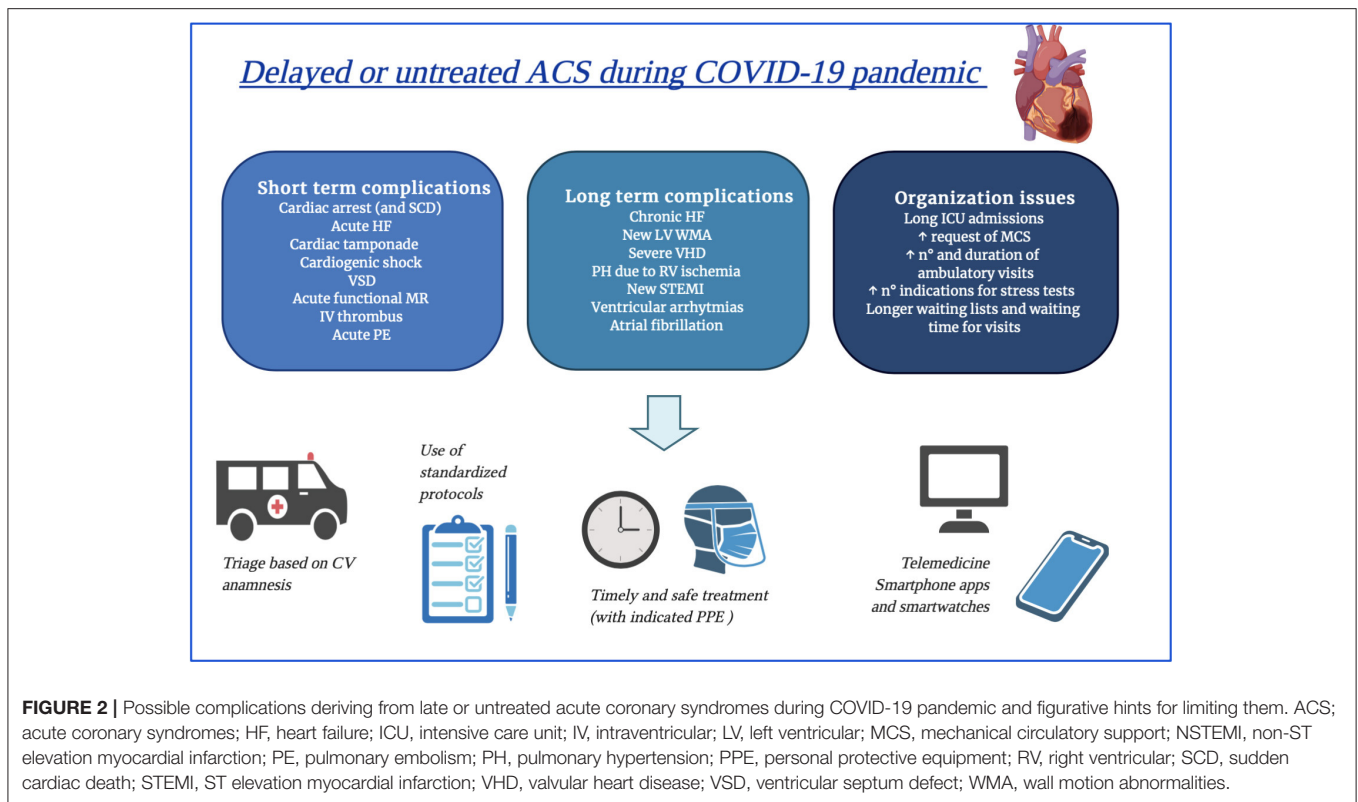 Delayed or untreated ACS during COVID-19 pandemic
Short term complications
Cardiac arrest (and SCD)
Acute HF
Cardiac tamponade
Cardiogenic shock
VSD
Acute functional MR
IV thrombus
Acute PE
Long term complications
Chronic HF
New LV WMA
Severe VHD
PH due to RV ischemia
New STEMI
Ventricular arrhytmias
Atrial fibrillation
Organization issues
Long ICU admissions
↑ request of MCS
↑ n° and duration of
ambulatory visits
↑ n° indications for stress tests
Longer waiting lists and waiting
time for visits
Triage based on CV
anamnesis
Use of
standardized
protocols
Timely and safe treatment
(with indicated PPE )
Telemedicine
Smartphone apps
and smartwatches
FIGURE 2 | Possible complications deriving from late or untreated acute coronary syndromes during COVID-19 pandemic and figurative hints for limiting them. ACS;
acute coronary syndromes; HF, heart failure; ICU, intensive care unit; IV, intraventricular; LV, left ventricular; MCS, mechanical circulatory support; NSTEMI, non-ST
elevation myocardial infarction; PE, pulmonary embolism; PH, pulmonary hypertension; PPE, personal protective equipment; RV, right ventricular; SCD, sudden
cardiac death; STEMI, ST elevation myocardial infarction; VHD, valvular heart disease; VSD, ventricular septum defect; WMA, wall motion abnormalities.